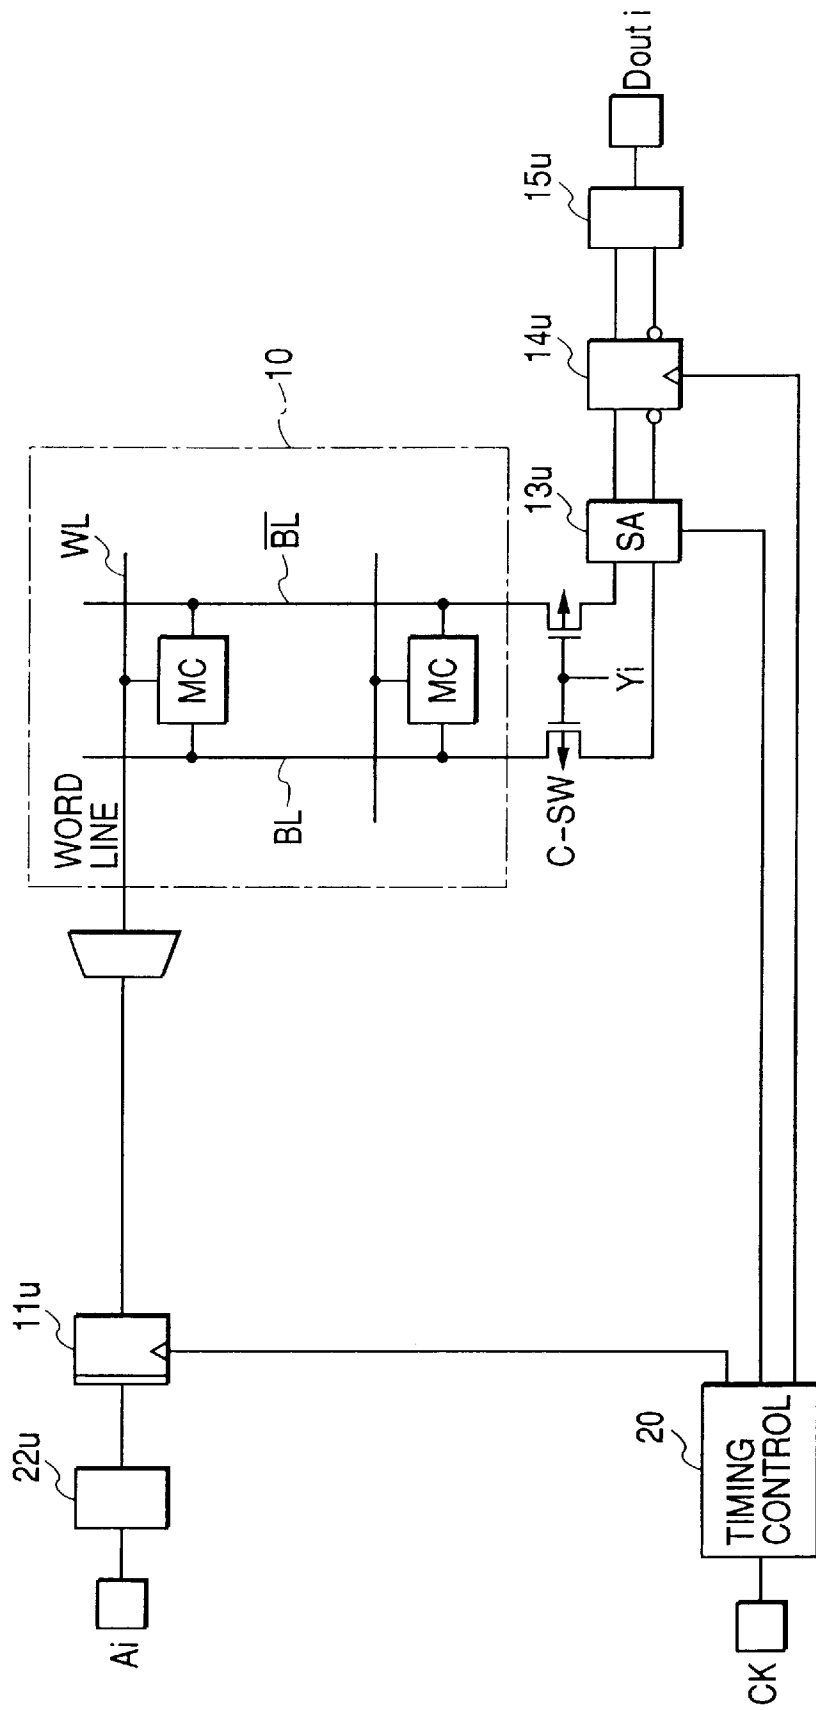 Ai
22u
11u
WORD
LINE
WL
10
MC
MC
BL
B̅L̅
C-SW
Yi
13u
SA
14u
15u
Dout i
CK
20
TIMING
CONTROL